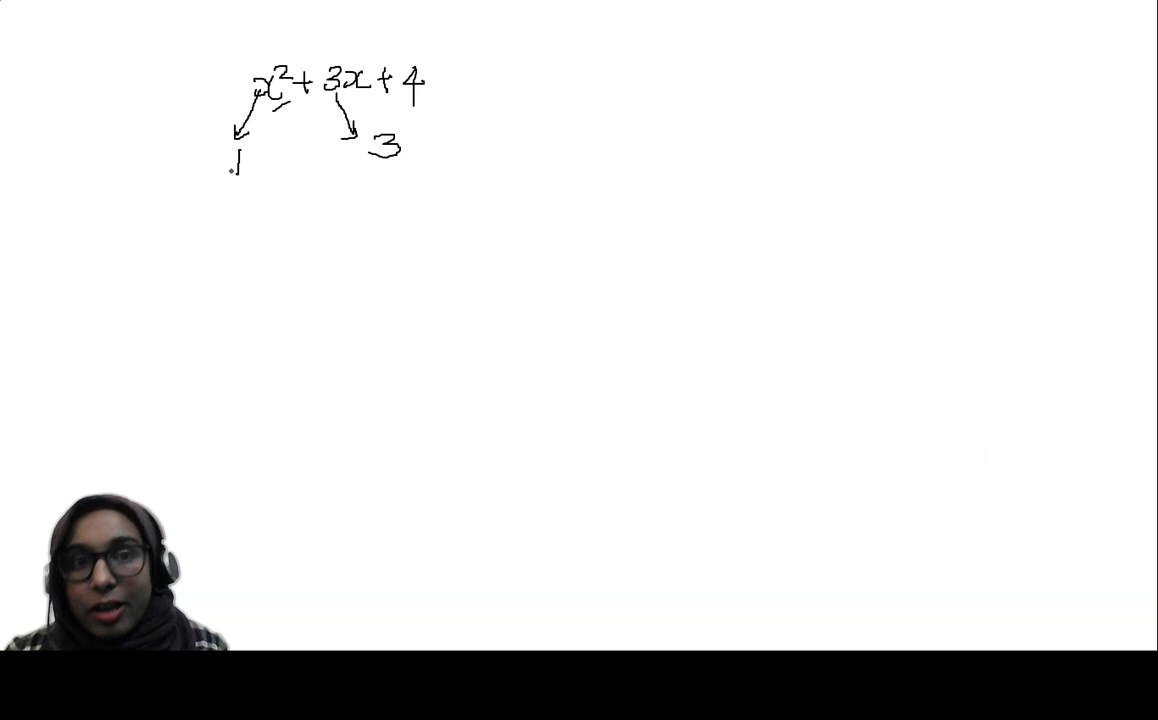 x² + 3x + 4
1 3